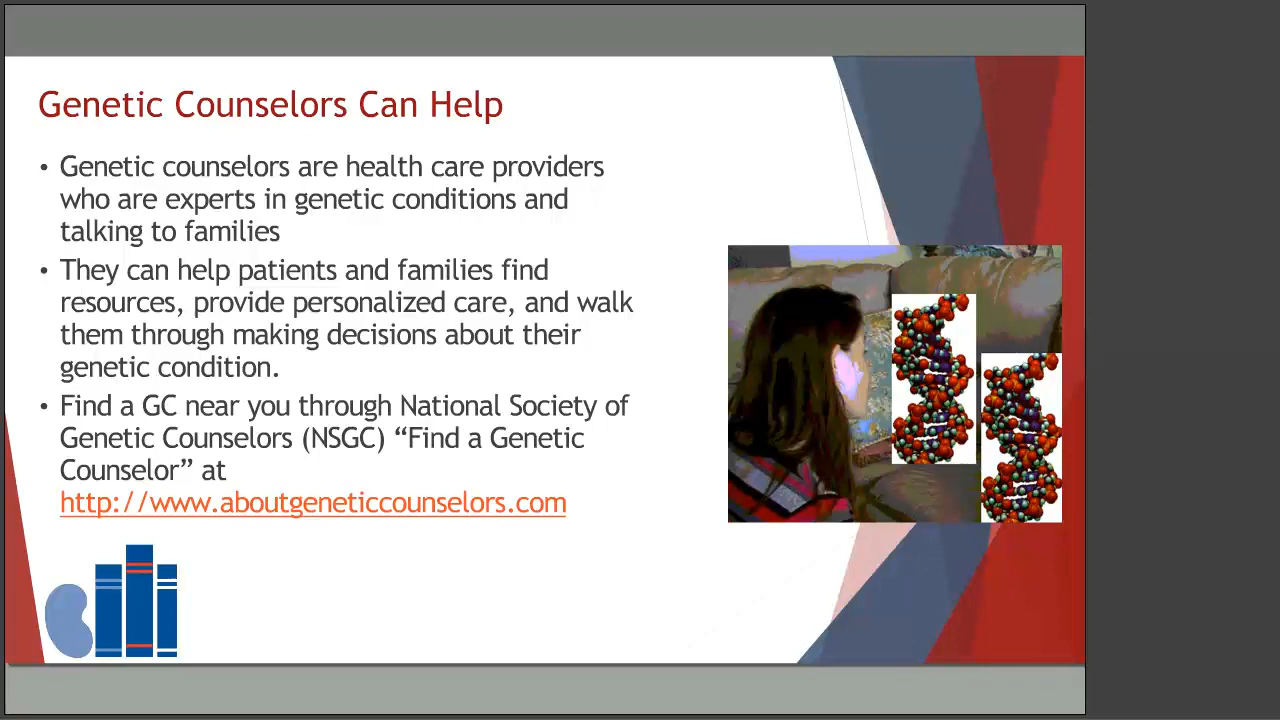 Genetic Counselors Can Help
• Genetic counselors are health care providers
who are experts in genetic conditions and
talking to families
• They can help patients and families find
resources, provide personalized care, and walk
them through making decisions about their
genetic condition.
• Find a GC near you through National Society of
Genetic Counselors (NSGC) “Find a Genetic
Counselor” at
http://www.aboutgeneticcounselors.com